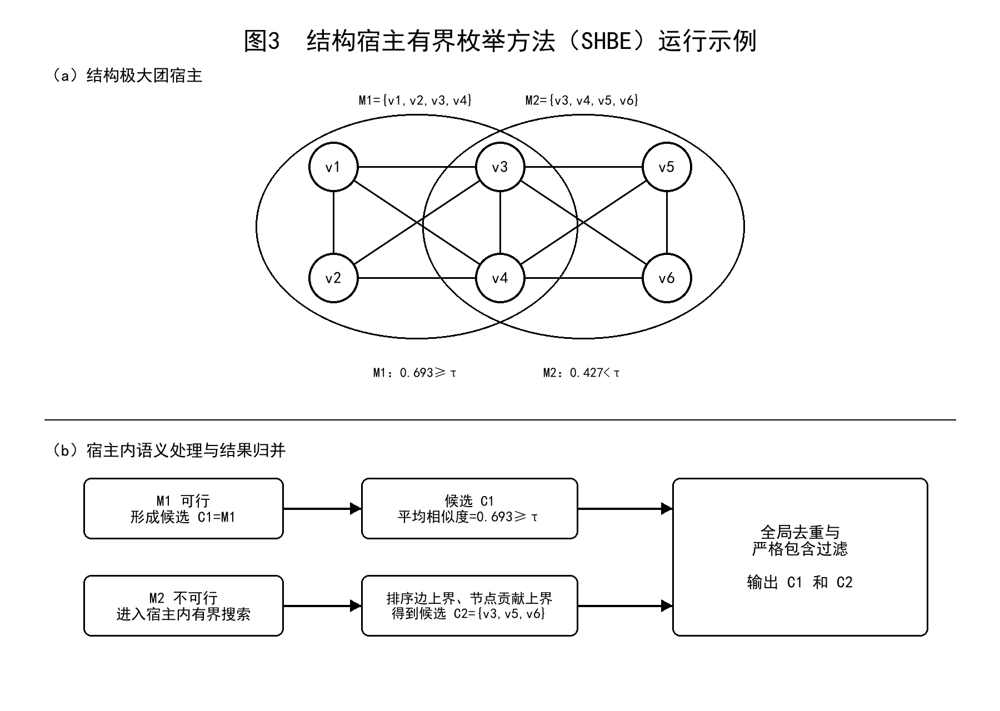 图3  结构宿主有界枚举方法（SHBE）运行示例
（a）结构极大团宿主
M1={v1, v2, v3, v4}
M2={v3, v4, v5, v6}
v1
v3
v5
v2
v4
v6
M1：0.693≥τ
M2：0.427<τ
（b）宿主内语义处理与结果归并
M1 可行
形成候选 C1=M1
候选 C1
平均相似度=0.693≥τ
全局去重与
严格包含过滤
输出 C1 和 C2
M2 不可行
进入宿主内有界搜索
排序边上界、节点贡献上界
得到候选 C2={v3, v5, v6}